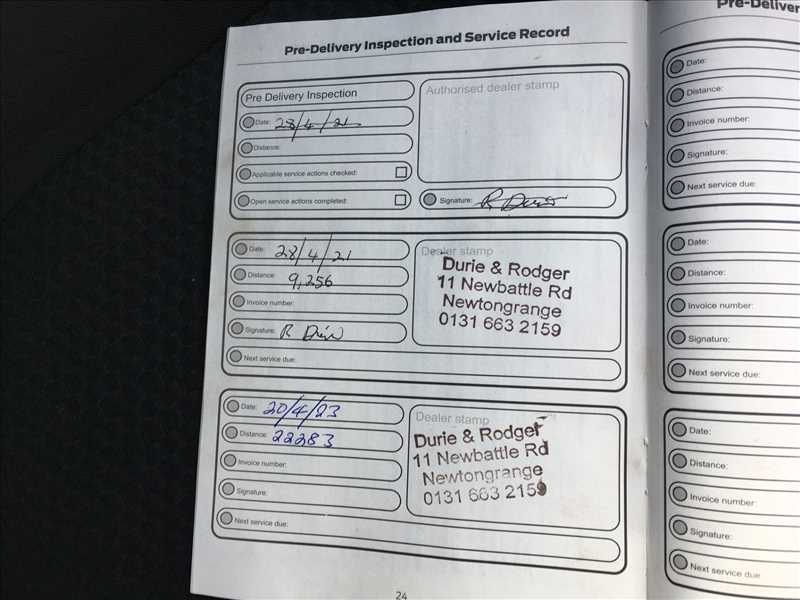 Pre-Delivery Inspection and Service Record
Pre Delivery Inspection
Date: 28/4/21
Distance:
Applicable service actions checked:
Open service actions completed:
Authorised dealer stamp
Signature:
Date: 28/4/21
Distance: 9,256
Invoice number:
Signature: R
Next service due:
Dealer stamp
Durie & Rodger
11 Newbattle Rd
Newtongrange
0131 663 2159
Date: 20/4/23
Distance: 22283
Invoice number:
Signature:
Next service due:
Dealer stamp
Durie & Rodger
11 Newbattle Rd
Newtongrange
0131 663 2159
24
Pre-Deliver
Date:
Distance:
Invoice number:
Signature:
Next service due:
Date:
Distance:
Invoice number:
Signature:
Next service due:
Date:
Distance:
Invoice number:
Signature:
Next service due: